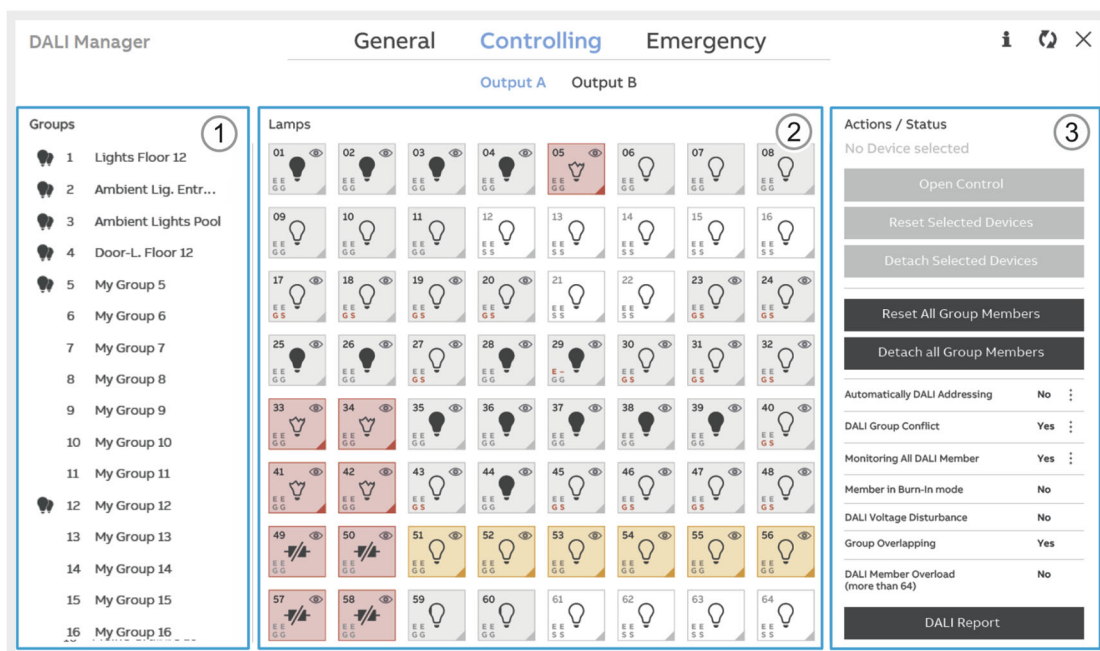 DALI Manager
General Controlling Emergency
Output A Output B
Groups
1
1 Lights Floor 12
2 Ambient Lig. Entr...
3 Ambient Lights Pool
4 Door-L. Floor 12
5 My Group 5
6 My Group 6
7 My Group 7
8 My Group 8
9 My Group 9
10 My Group 10
11 My Group 11
12 My Group 12
13 My Group 13
14 My Group 14
15 My Group 15
16 My Group 16
Lamps
2
01 02 03 04 05 06 07 08
E E E E E E E E E E E E E E E E
G G G G G G G G G G G G G G G G
09 10 11 12 13 14 15 16
E E E E E E E E E E E E E E E E
G G G G G G S S S S S S S S S S
17 18 19 20 21 22 23 24
E E E E E E E E E E E E E E E E
G S G S G S G S S S S S G S G S
25 26 27 28 29 30 31 32
E E E E E E E E E – E E E E E E
G G G G G S G G G G G S G S G S
33 34 35 36 37 38 39 40
E E E E E E E E E E E E E E E E
G G G G G G G G G G G G G G G S
41 42 43 44 45 46 47 48
E E E E E E E E E E E E E E E E
G G G G G S G G G S G S G S G S
49 50 51 52 53 54 55 56
E E E E E E E E E E E E E E E E
G G G G G G G G G G G G G G G G
57 58 59 60 61 62 63 64
E E E E E E E E E E E E E E E E
G G G G G G G G S S S S S S S S
Actions / Status
3
No Device selected
Open Control
Reset Selected Devices
Detach Selected Devices
Reset All Group Members
Detach all Group Members
Automatically DALI Addressing No
DALI Group Conflict Yes
Monitoring All DALI Member Yes
Member in Burn-In mode No
DALI Voltage Disturbance No
Group Overlapping Yes
DALI Member Overload No
(more than 64)
DALI Report